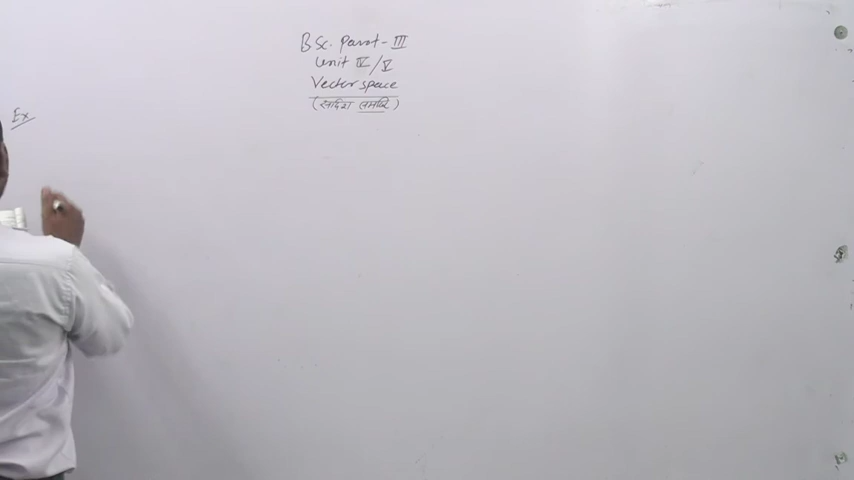 B Sc. Part - III
Unit IV / V
Vector space
(सदिश समष्टि)
Ex